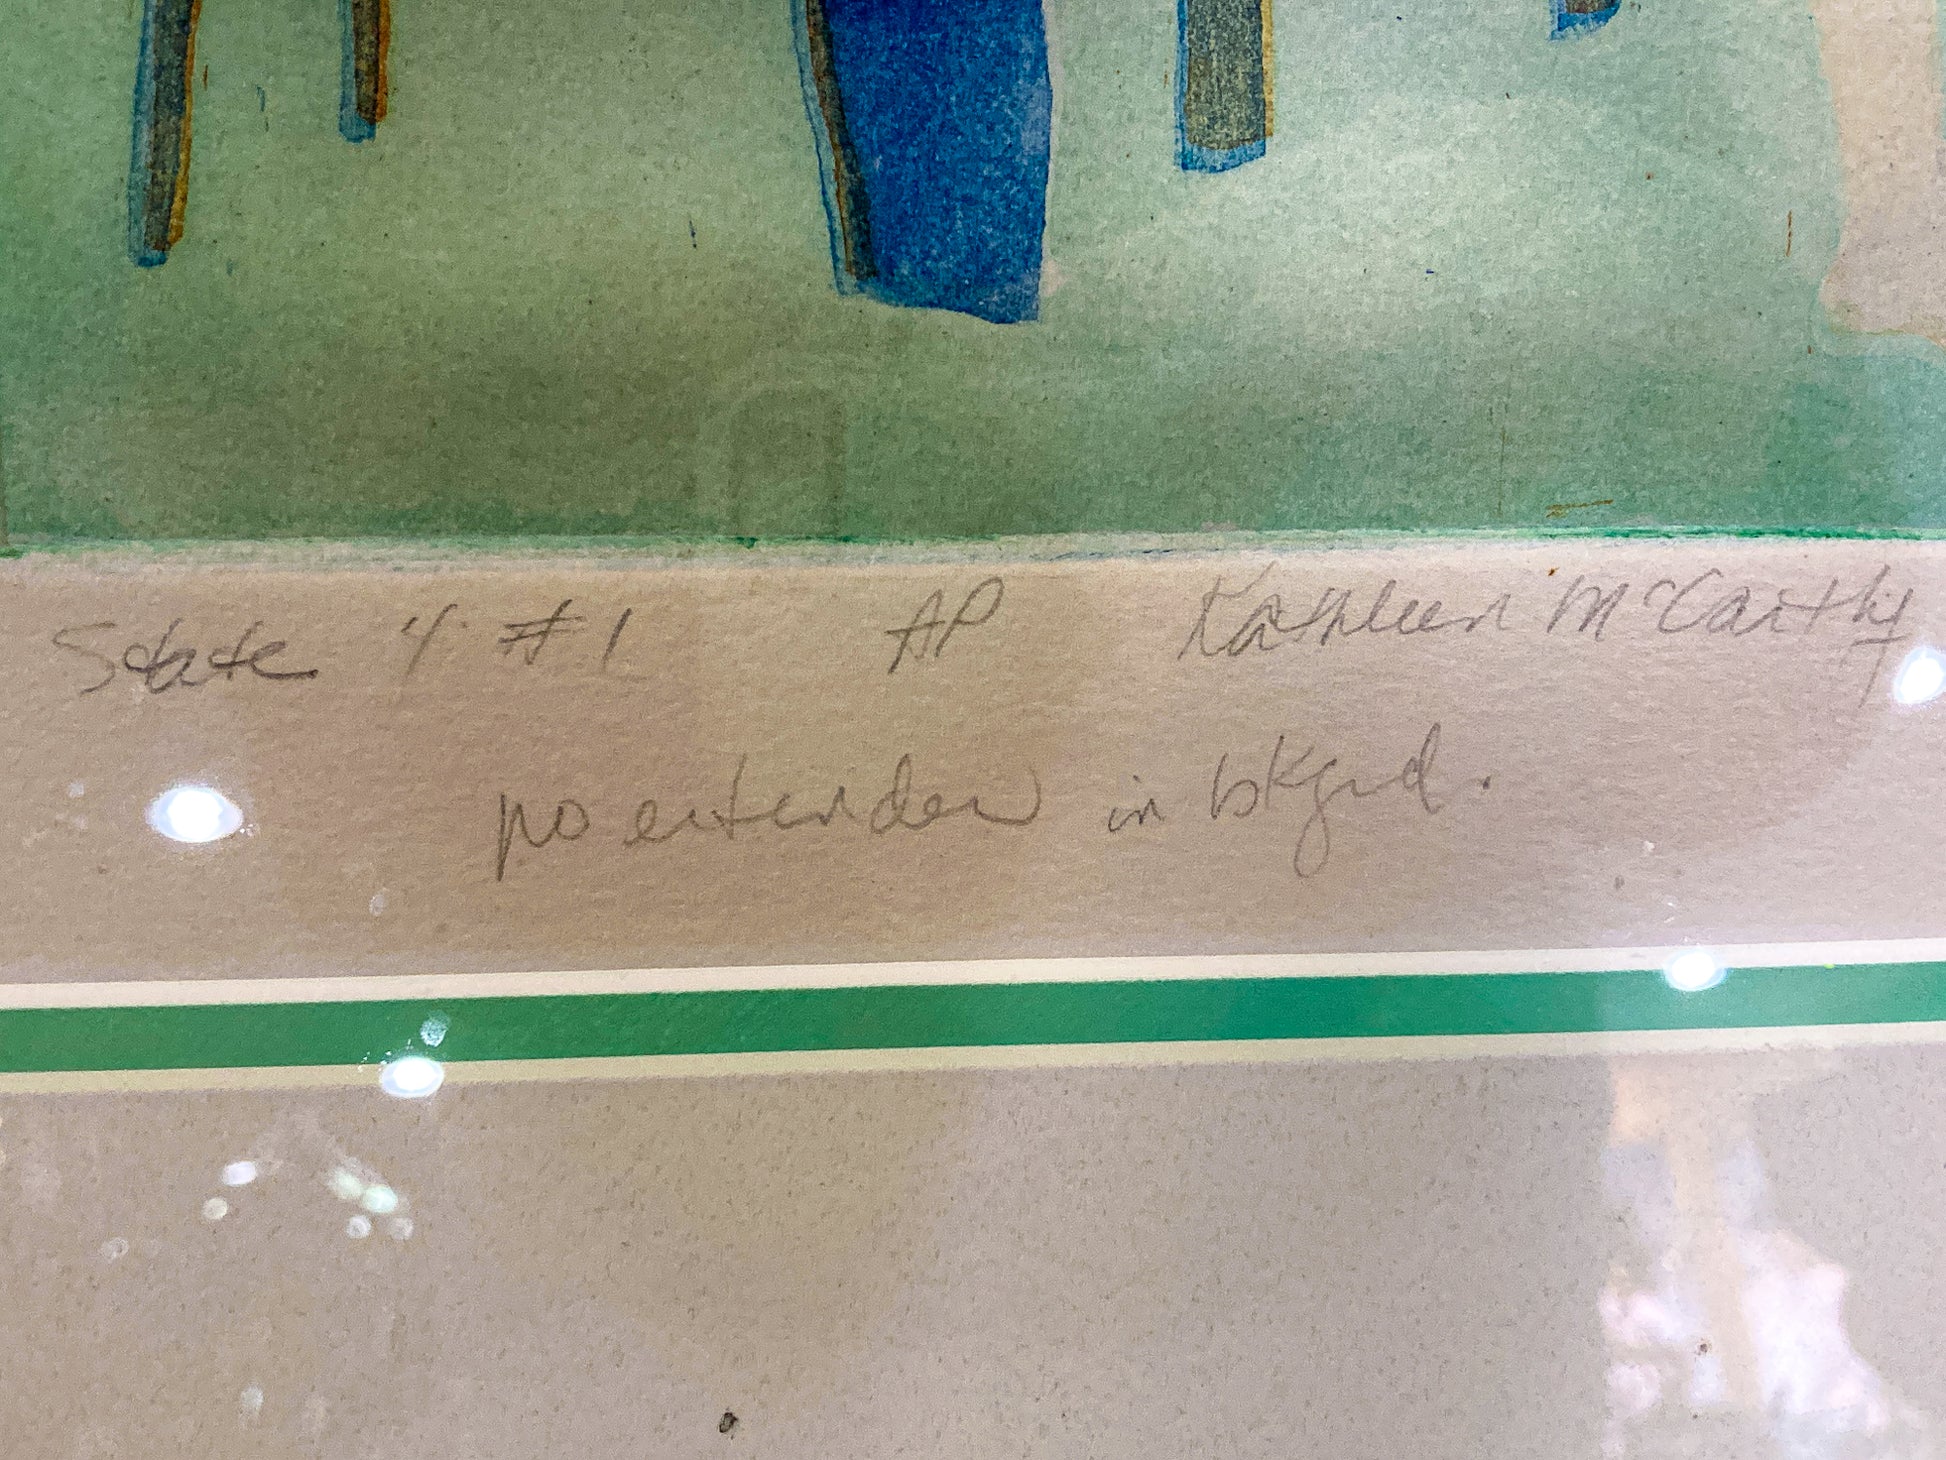 State 4 #1 AP Kathleen McCarthy
no extender in bkgrd.